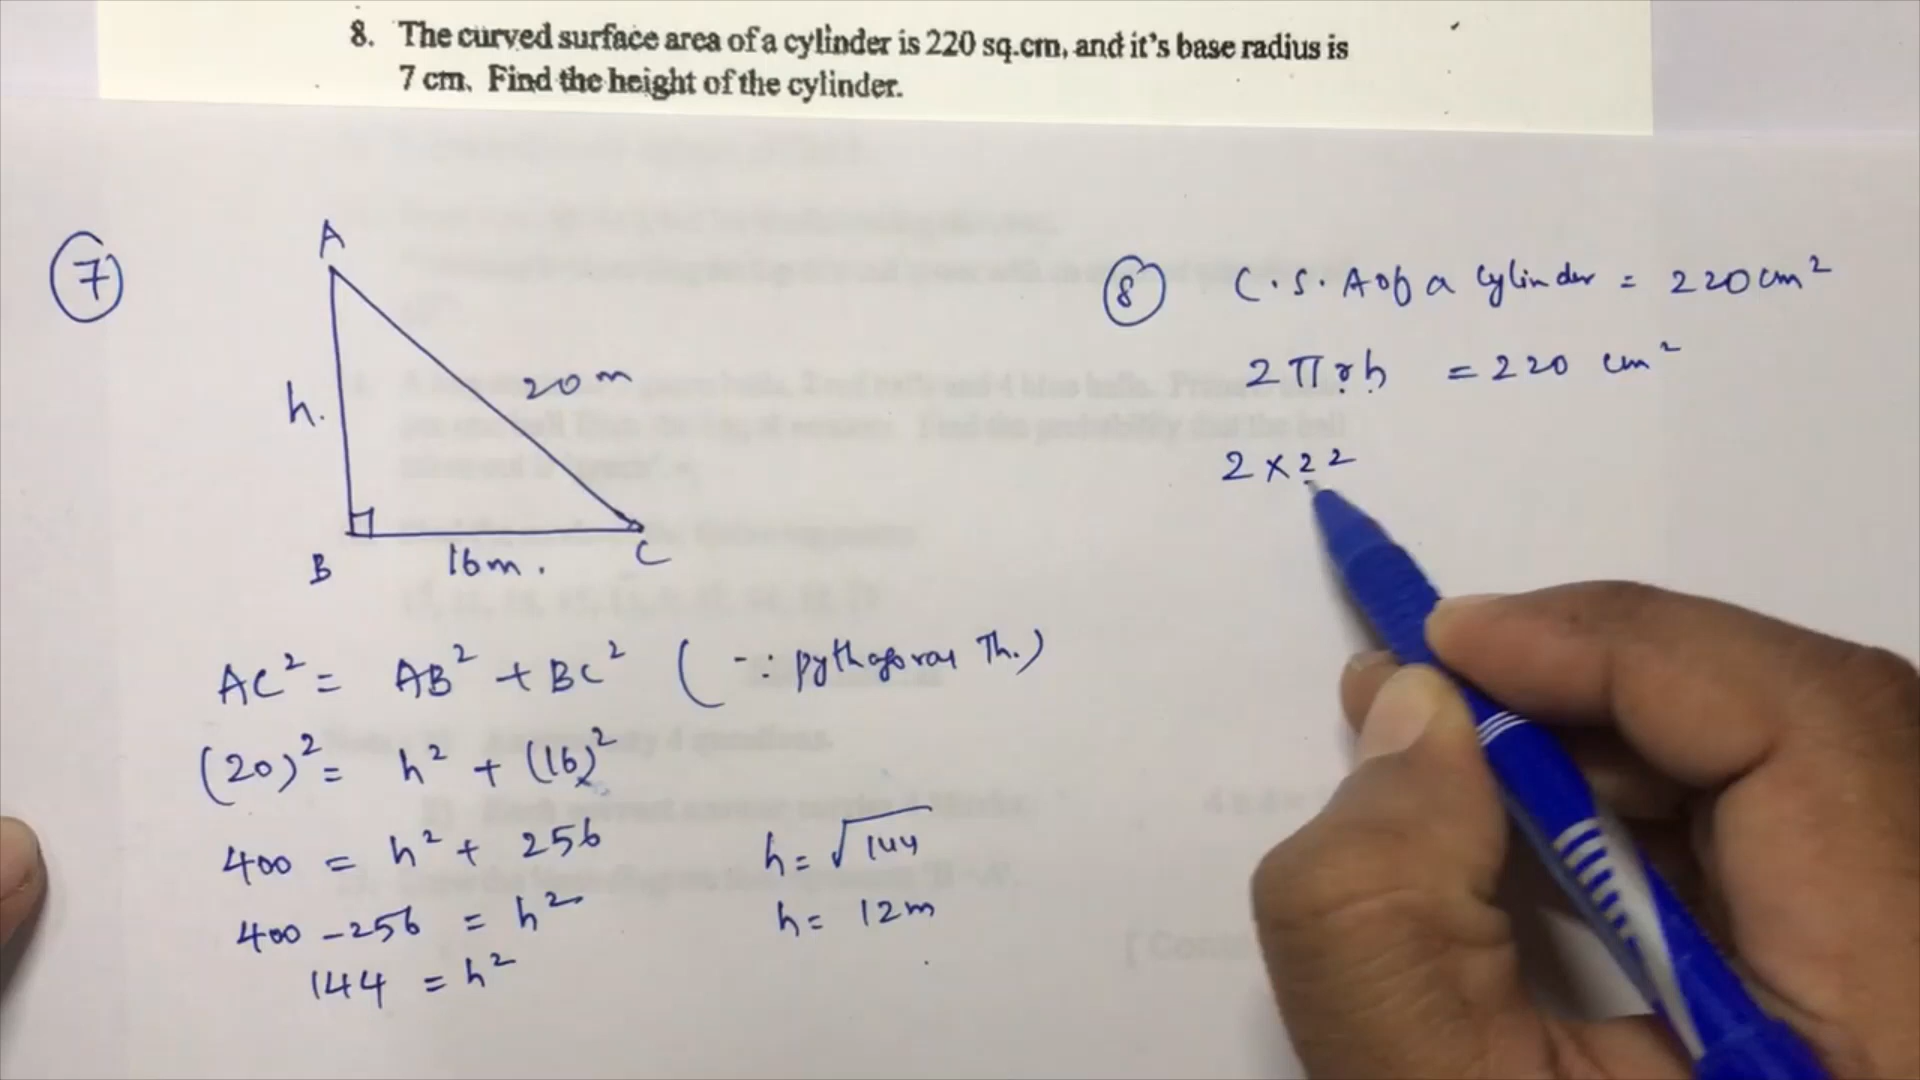 8. The curved surface area of a cylinder is 220 sq.cm, and it's base radius is
7 cm. Find the height of the cylinder.
7
A
h.
20 m
B
16m.
C
AC² = AB² + BC² ( ∵ pythagoras Th.)
(20)² = h² + (16)²
400 = h² + 256
400 - 256 = h²
144 = h²
h = √144
h = 12m
8 C.S.A of a Cylinder = 220 cm²
2πrh = 220 cm²
2 × 22